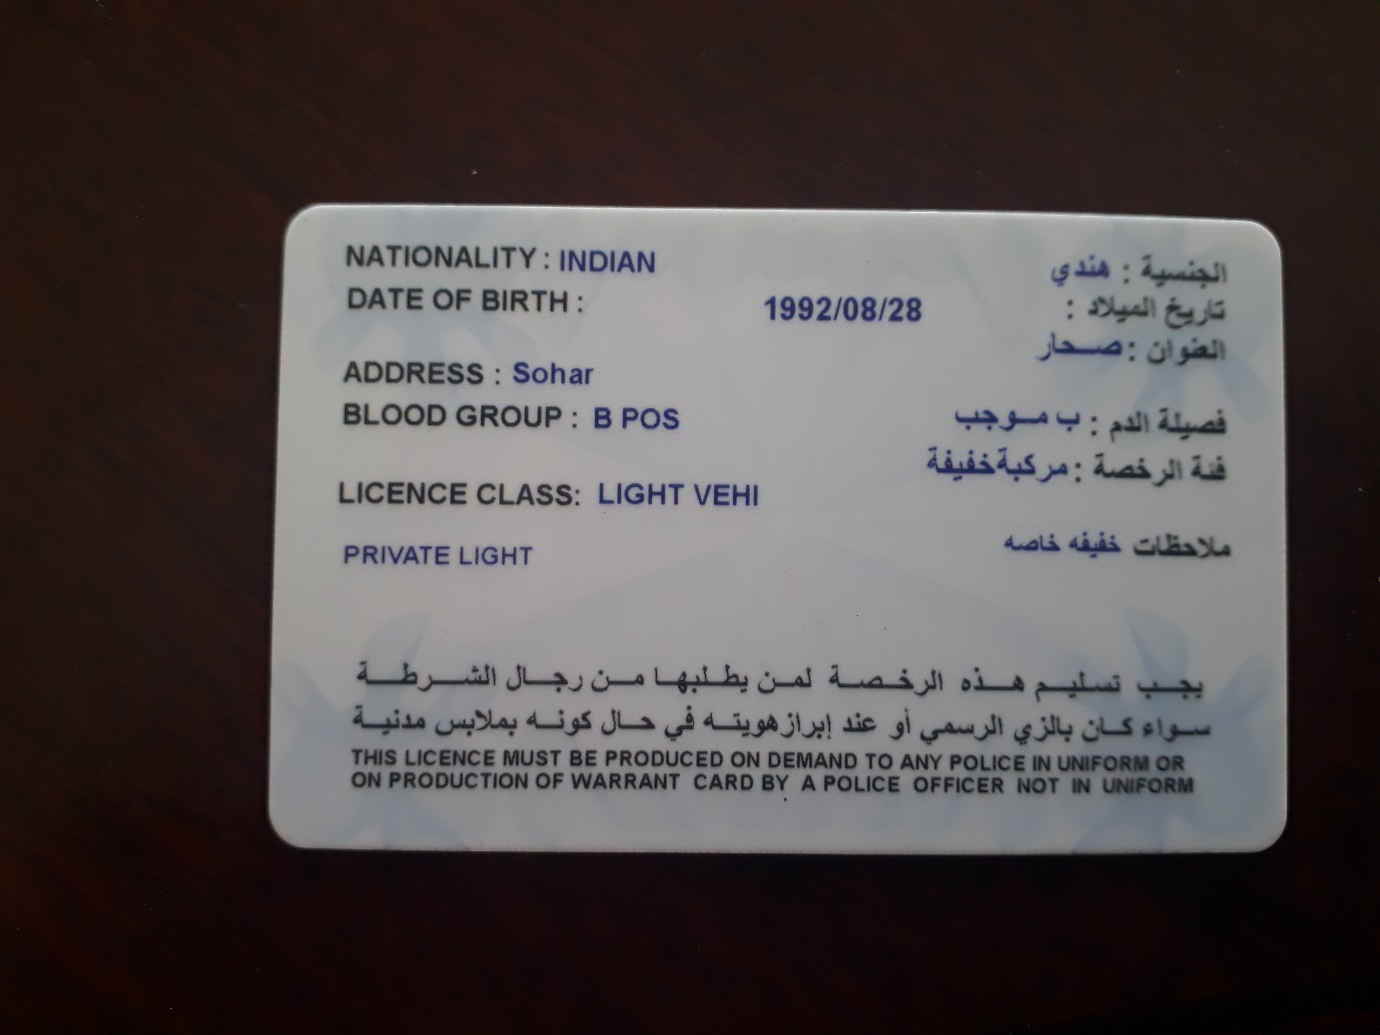 NATIONALITY : INDIAN
الجنسية : هندي
DATE OF BIRTH :
1992/08/28
تاريخ الميلاد :
ADDRESS : Sohar
العنوان : صحار
BLOOD GROUP : B POS
فصيلة الدم : ب موجب
LICENCE CLASS: LIGHT VEHI
فئة الرخصة : مركبة خفيفة
PRIVATE LIGHT
ملاحظات خفيفه خاصه
يجب تسليم هذه الرخصة لمن يطلبها من رجال الشرطة
سواء كان بالزي الرسمي أو عند إبراز هويته في حال كونه بملابس مدنية
THIS LICENCE MUST BE PRODUCED ON DEMAND TO ANY POLICE IN UNIFORM OR
ON PRODUCTION OF WARRANT CARD BY A POLICE OFFICER NOT IN UNIFORM